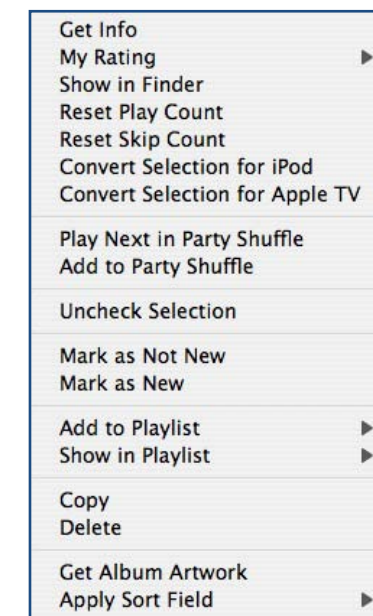 Get Info
My Rating
Show in Finder
Reset Play Count
Reset Skip Count
Convert Selection for iPod
Convert Selection for Apple TV
Play Next in Party Shuffle
Add to Party Shuffle
Uncheck Selection
Mark as Not New
Mark as New
Add to Playlist
Show in Playlist
Copy
Delete
Get Album Artwork
Apply Sort Field